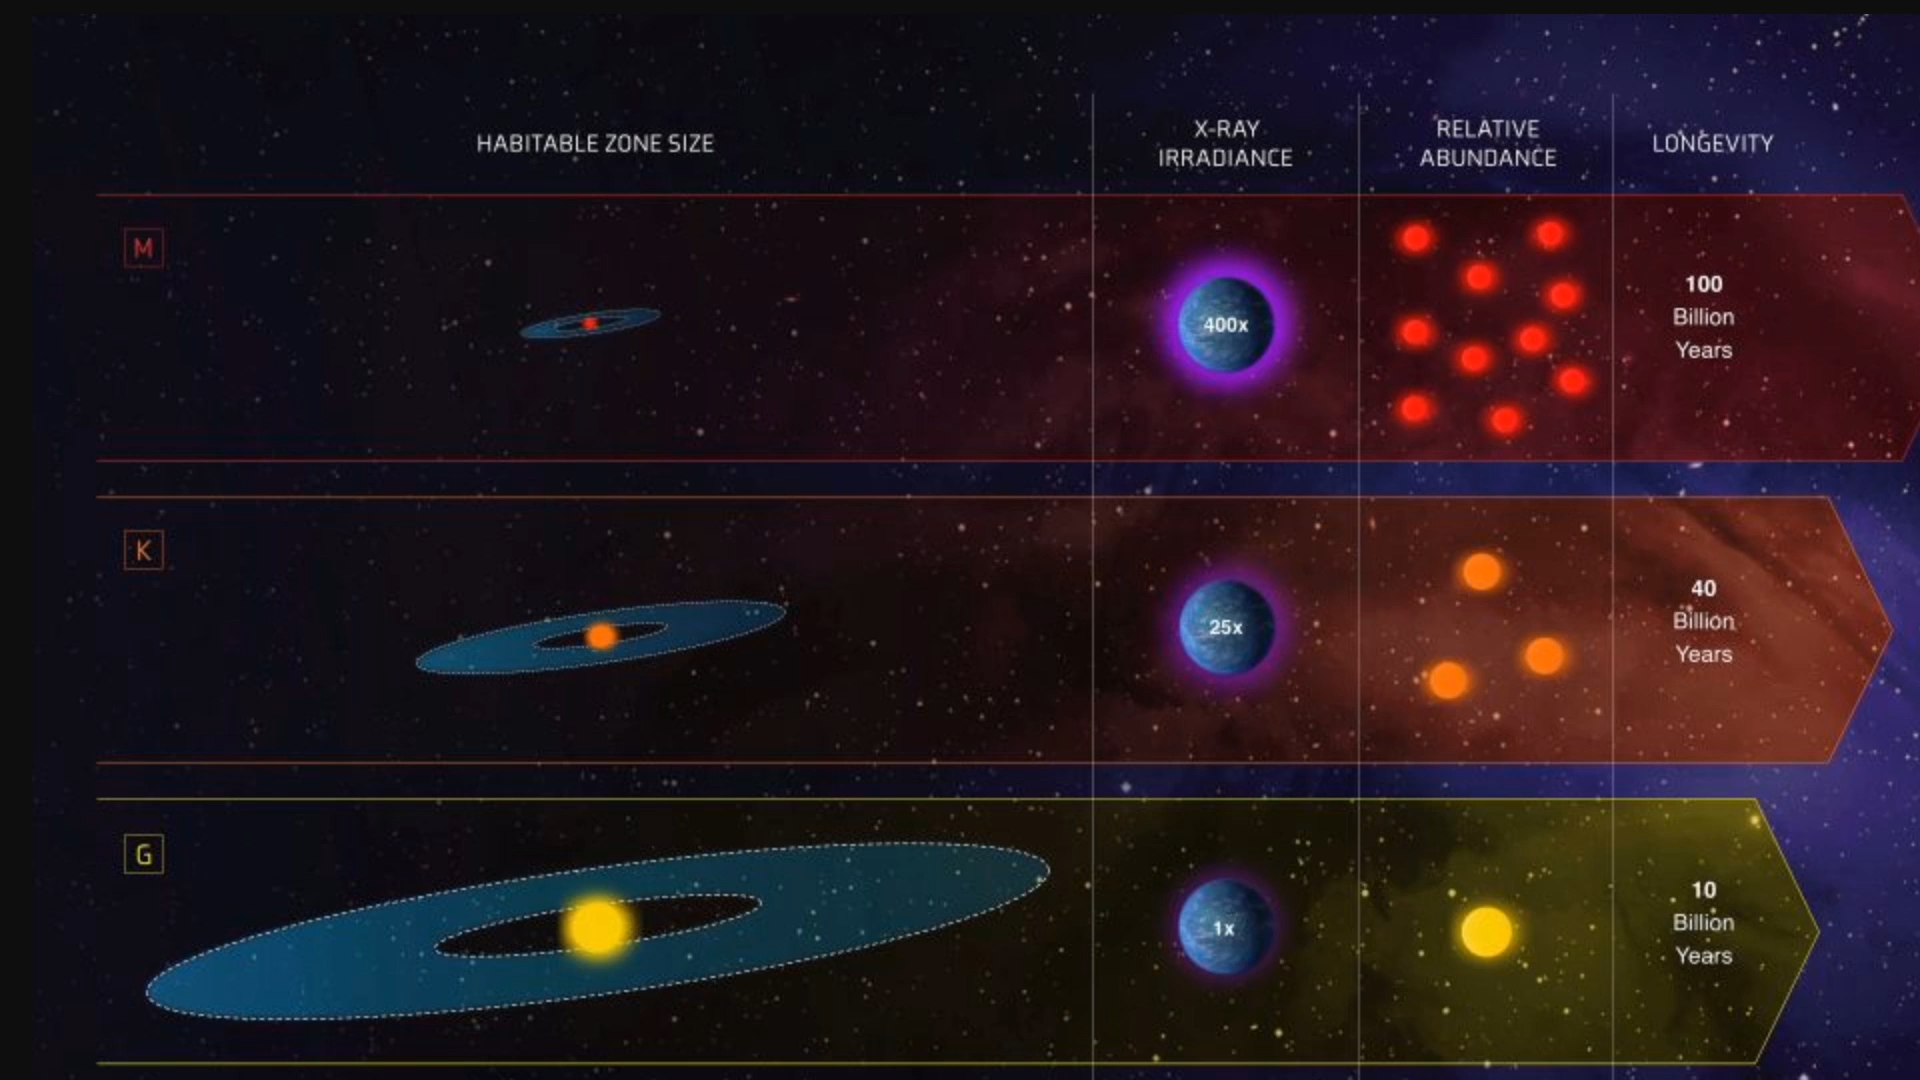 HABITABLE ZONE SIZE
X-RAY
IRRADIANCE
RELATIVE
ABUNDANCE
LONGEVITY
M
400x
100
Billion
Years
K
25x
40
Billion
Years
G
1x
10
Billion
Years